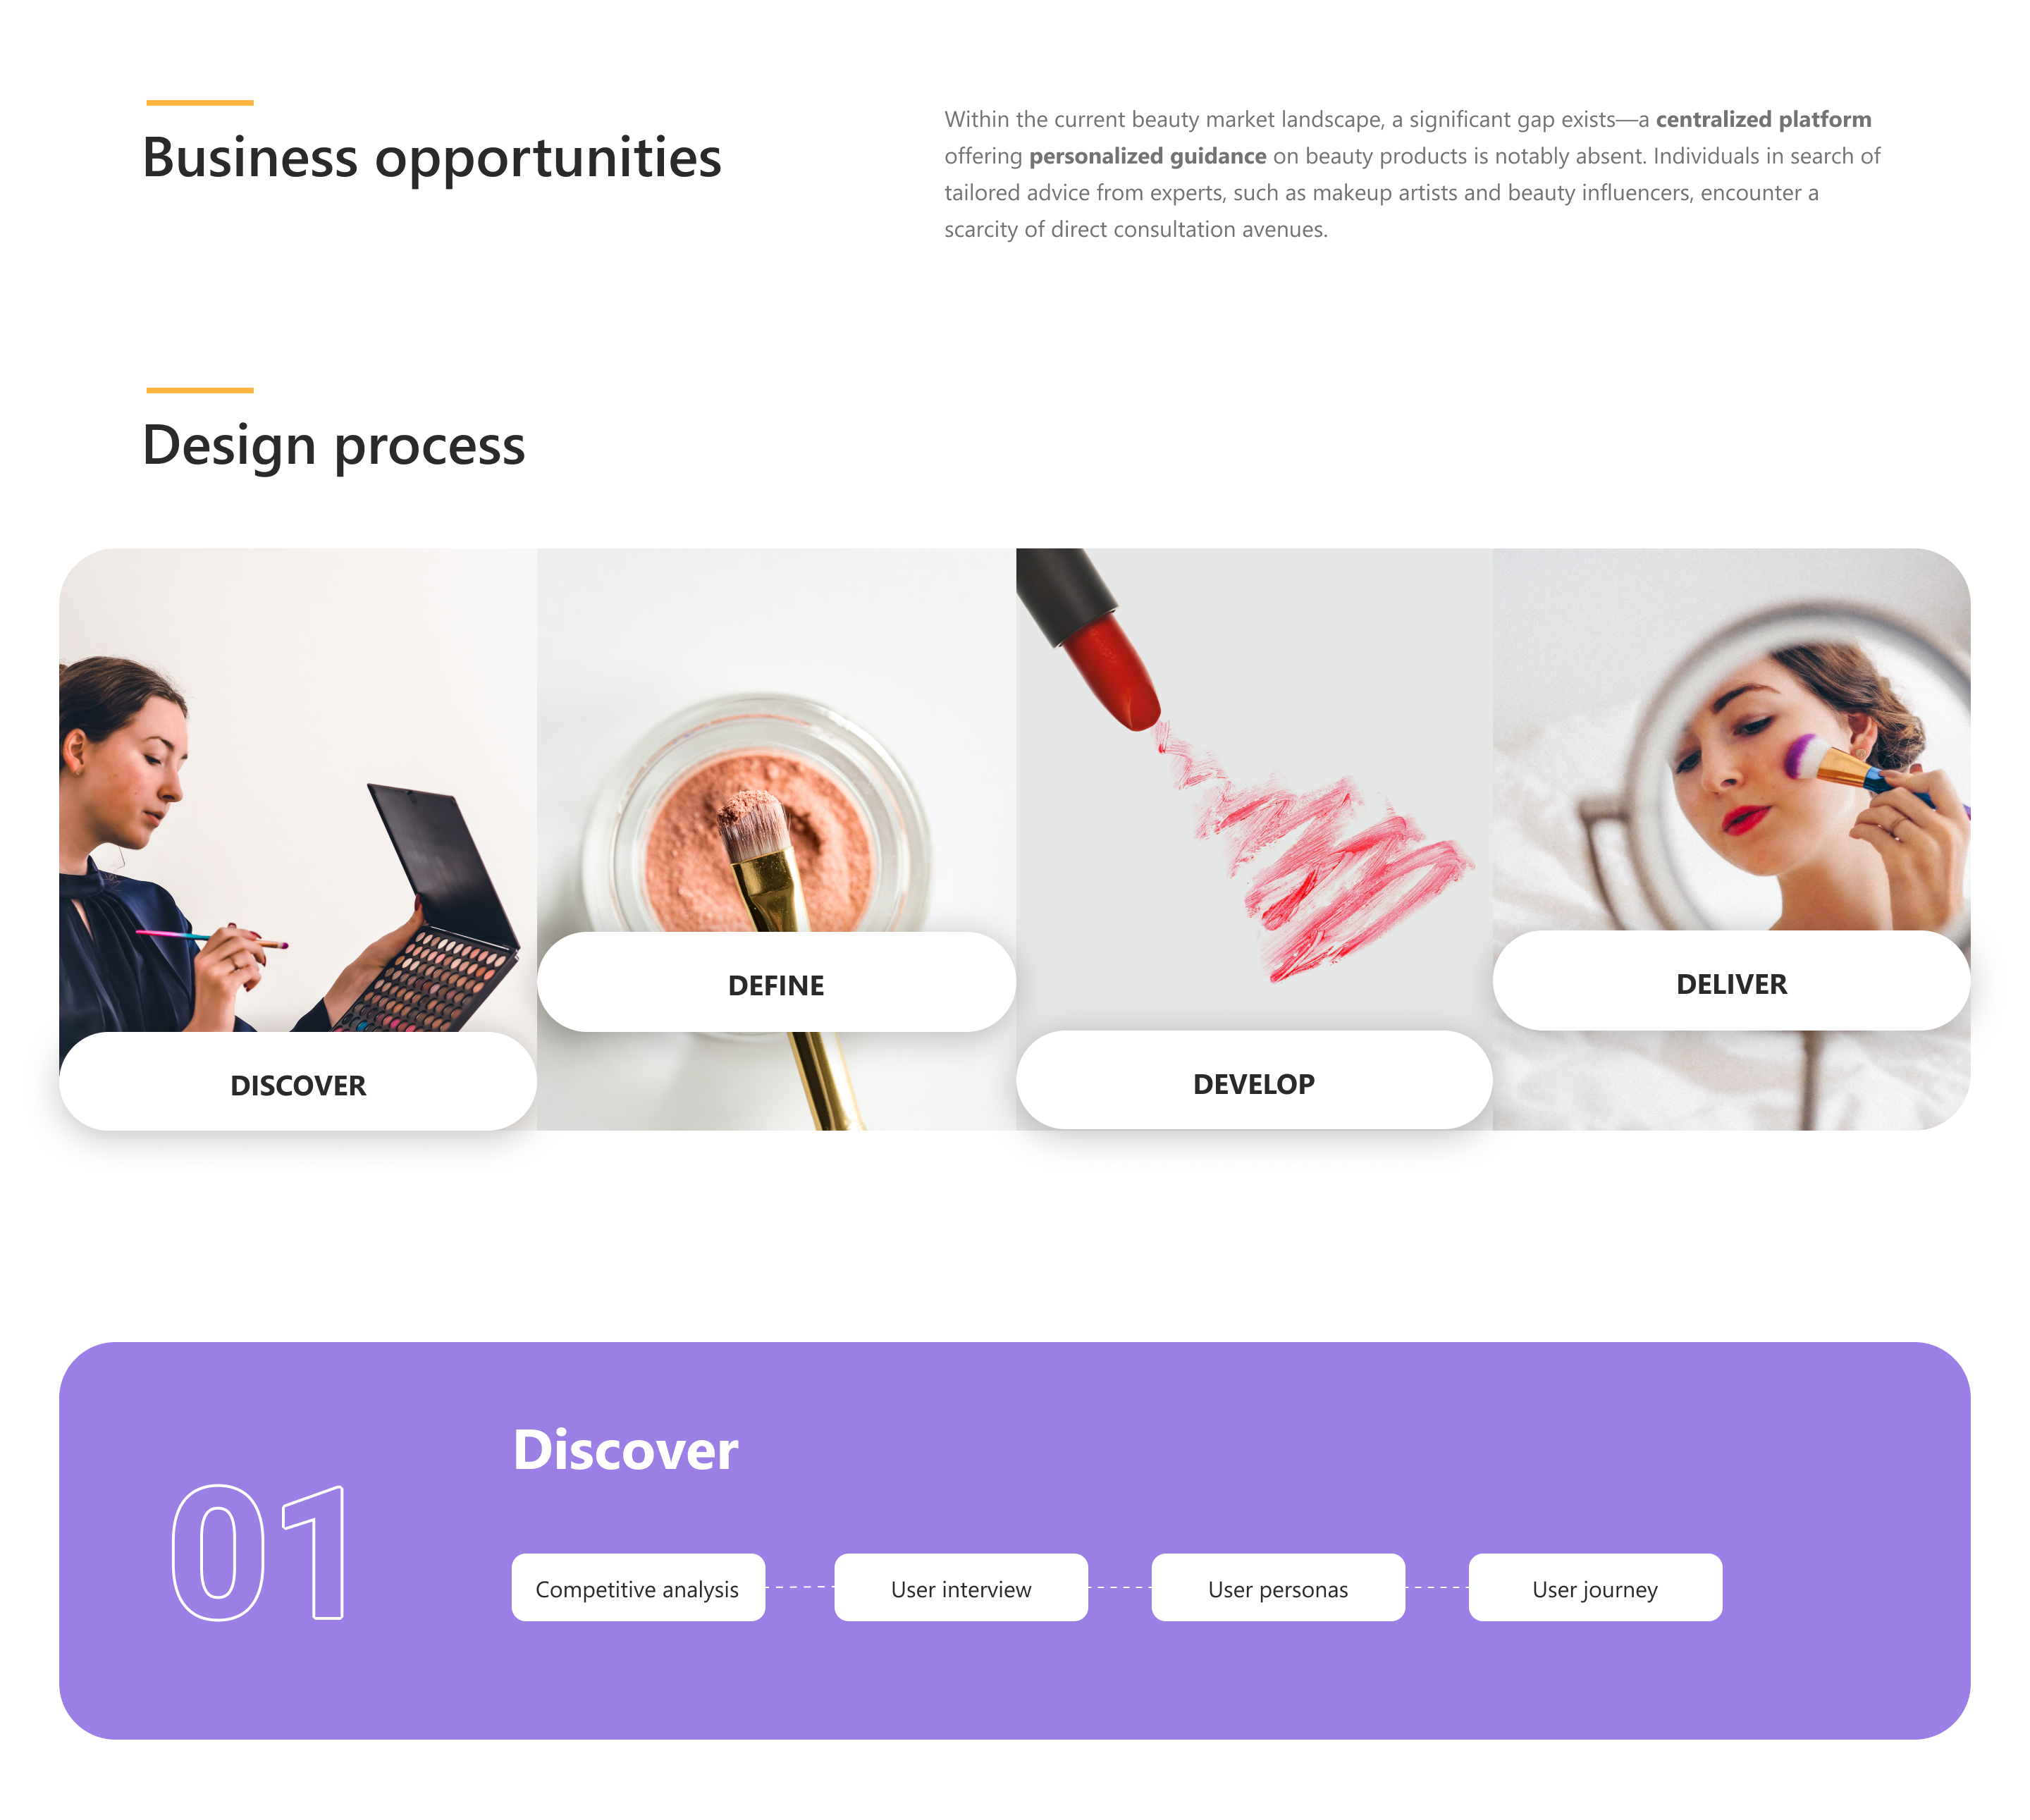 Business opportunities
Within the current beauty market landscape, a significant gap exists—a centralized platform
offering personalized guidance on beauty products is notably absent. Individuals in search of
tailored advice from experts, such as makeup artists and beauty influencers, encounter a
scarcity of direct consultation avenues.
Design process
DISCOVER
DEFINE
DEVELOP
DELIVER
01
Discover
Competitive analysis
User interview
User personas
User journey